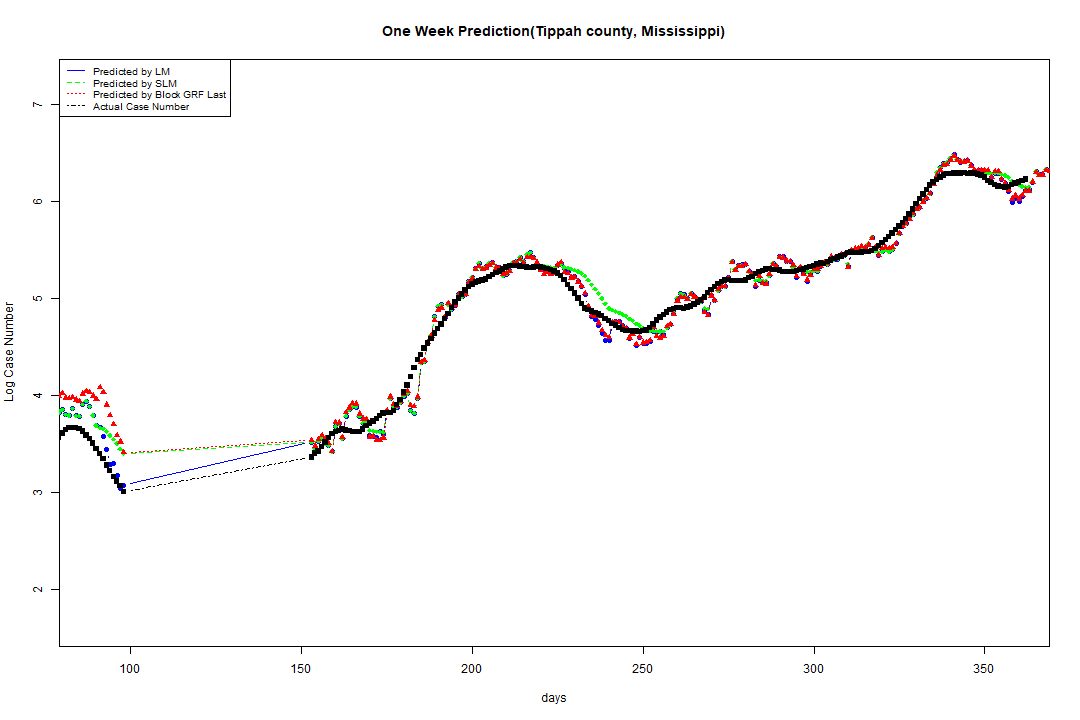 One Week Prediction(Tippah county, Mississippi)
Predicted by LM
Predicted by SLM
Predicted by Block GRF Last
Actual Case Number
7
6
5
4
3
2
Log Case Number
100 150 200 250 300 350
days